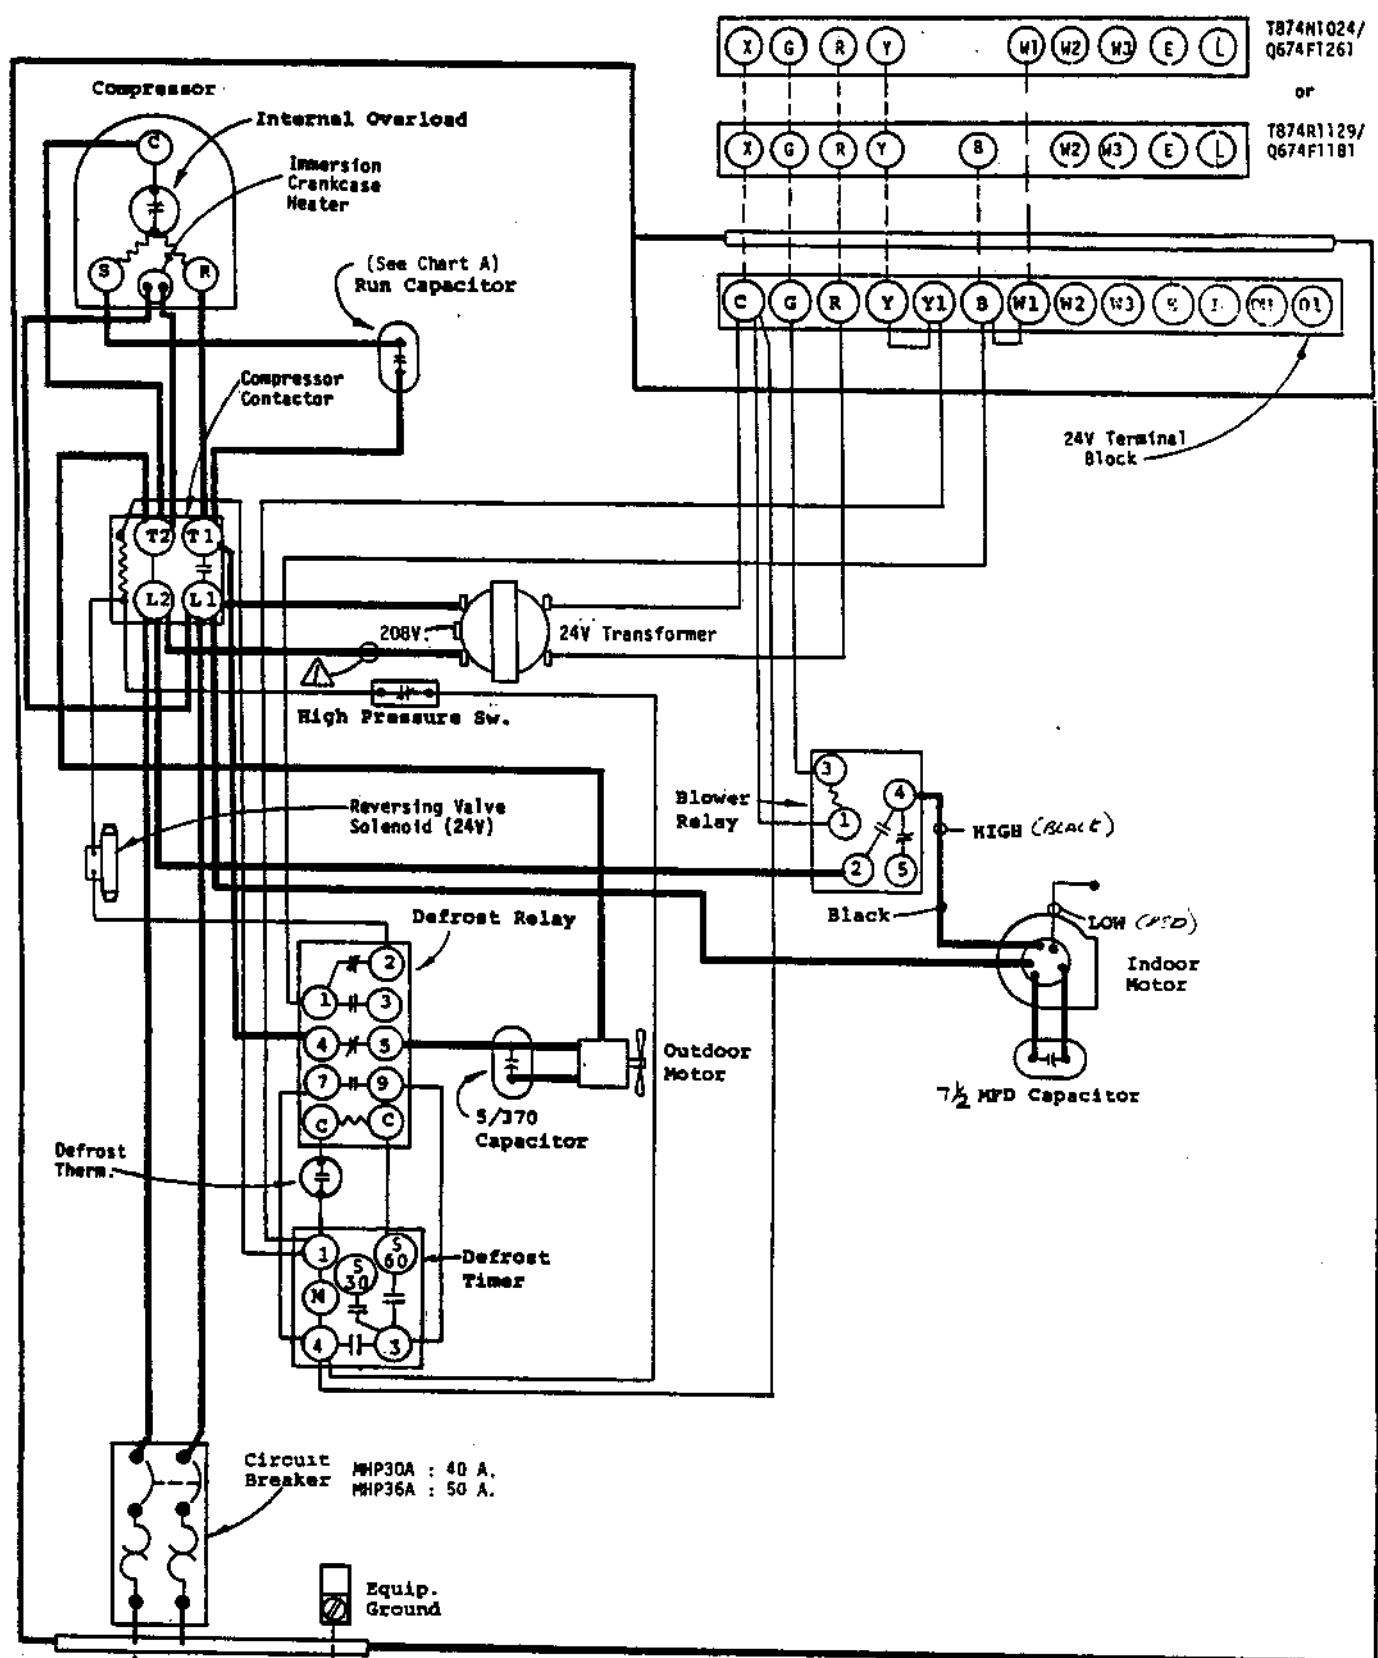 X G R Y W1 W2 W3 E L
T874N1024/
Q674F1261
or
X G R Y B W2 W3 E L
T874R1129/
Q674F1181
Compressor
Internal Overload
Immersion
Crankcase
Heater
C
S R
(See Chart A)
Run Capacitor
C G R Y Y1 B W1 W2 W3 E L
Compressor
Contactor
24V Terminal
Block
T2 T1
L2 L1
208V.
24V Transformer
High Pressure Sw.
Blower
Relay
3
4
1
2 5
HIGH (BLACK)
Reversing Valve
Solenoid (24V)
Black
LOW (RED)
Defrost Relay
2
1 3
4 5
7 9
C C
Indoor
Motor
Outdoor
Motor
5/370
Capacitor
7½ MFD Capacitor
Defrost
Therm.
1
S
30
S
60
M
4 3
Defrost
Timer
Circuit
Breaker
MHP30A : 40 A.
MHP36A : 50 A.
Equip.
Ground